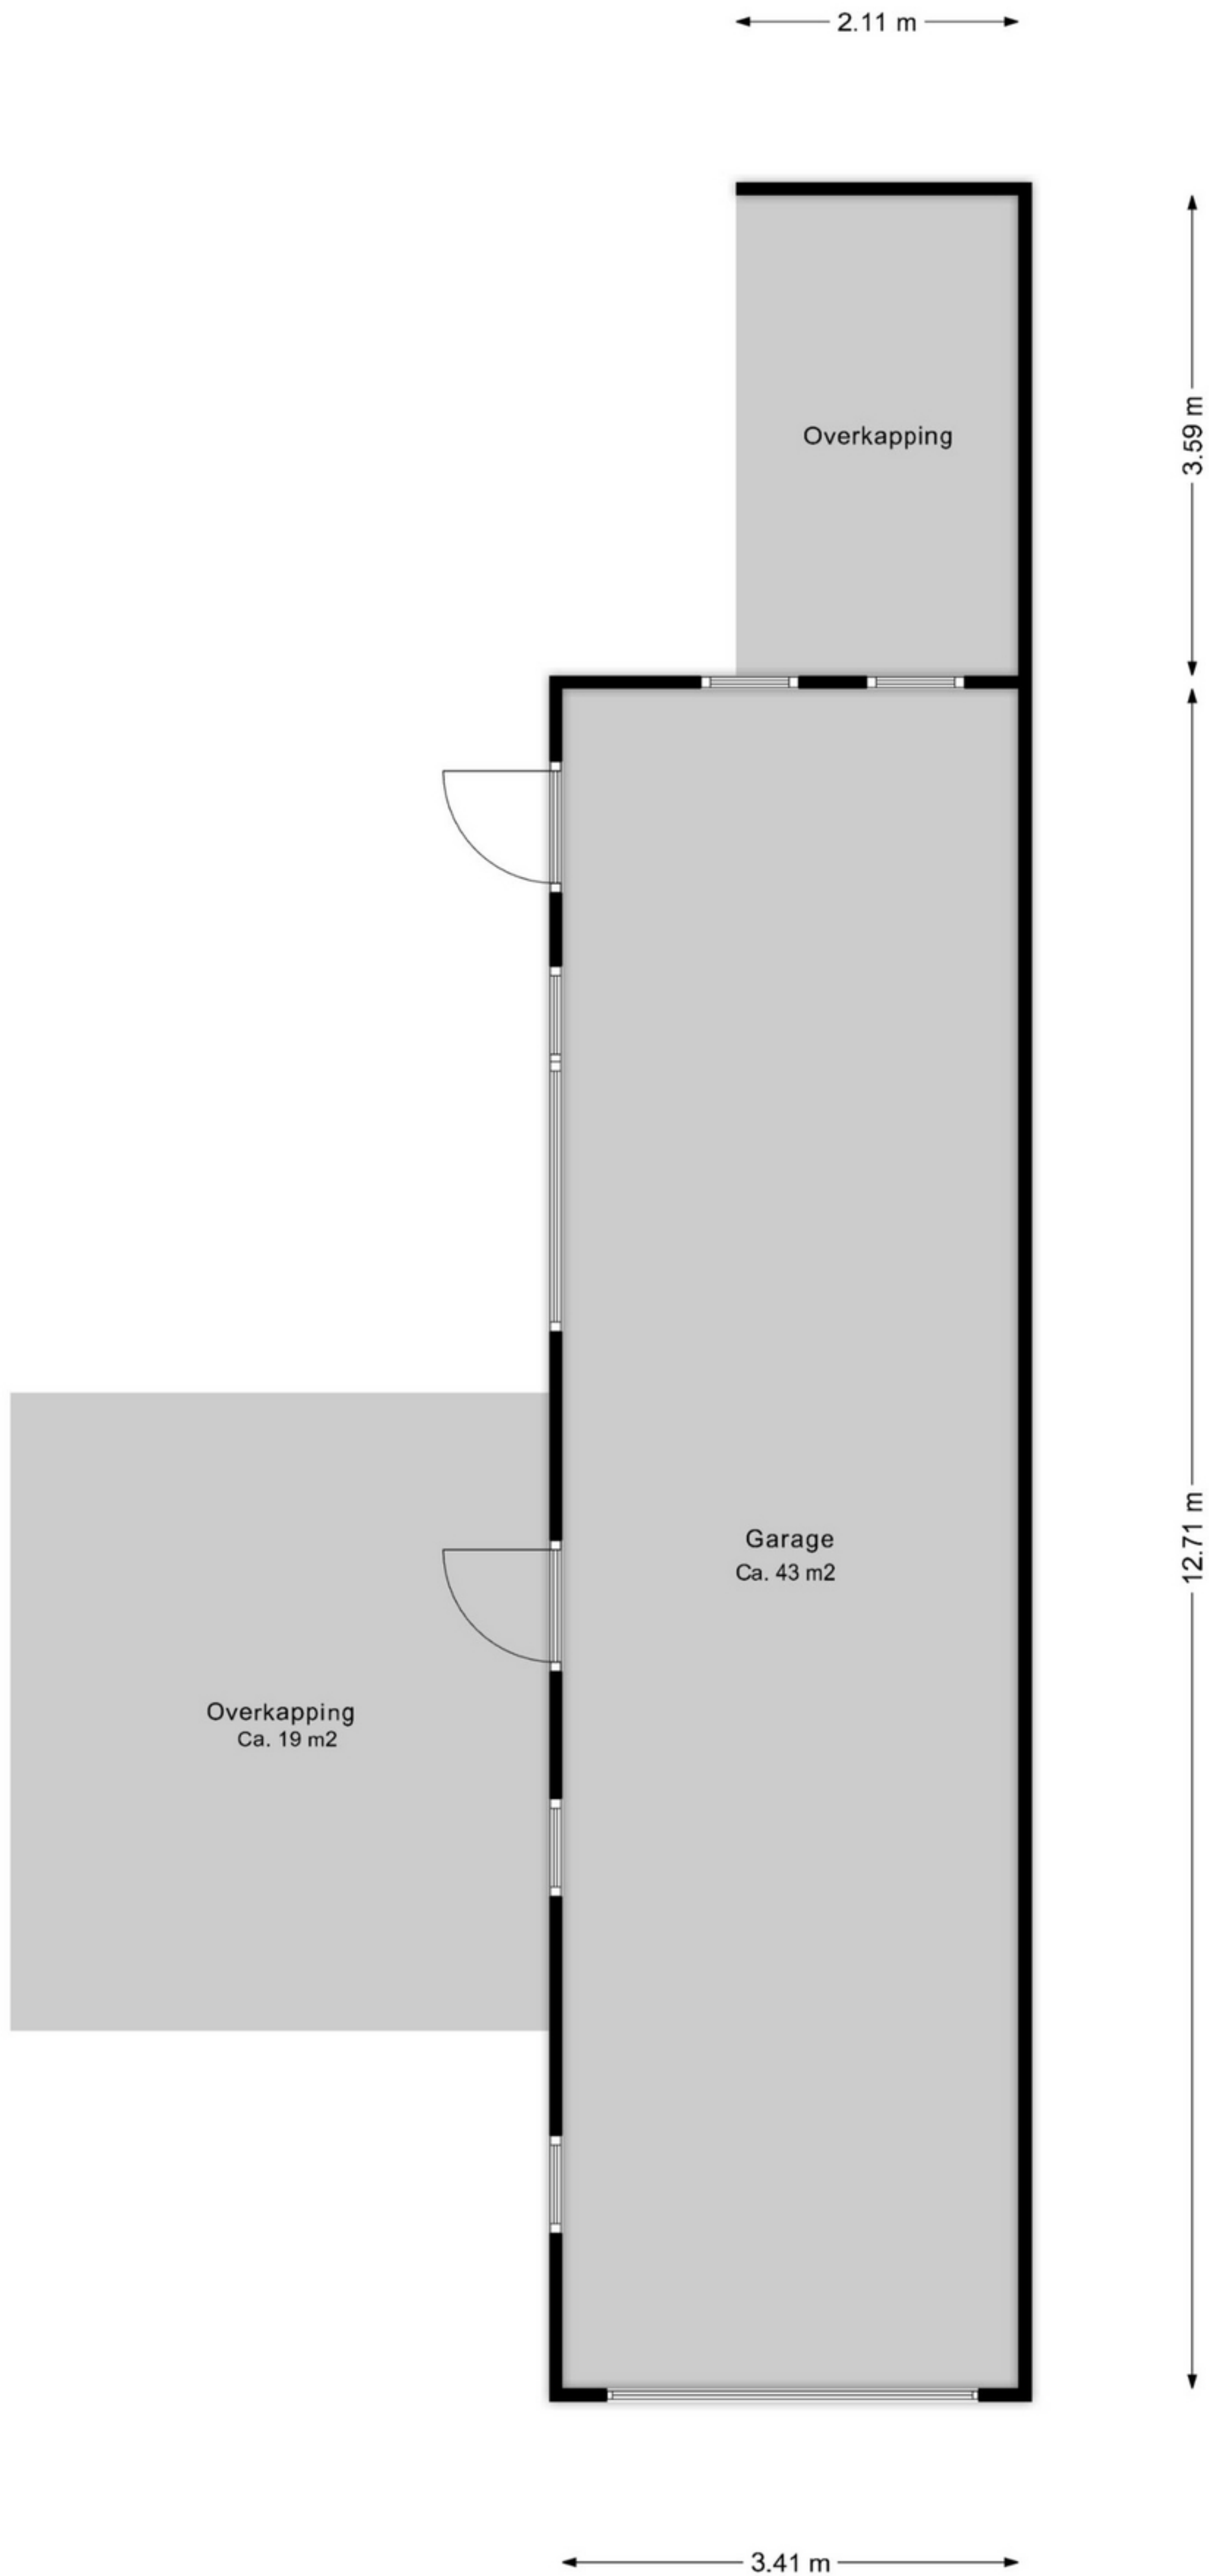 2.11 m
Overkapping
3.59 m
Garage
Ca. 43 m2
12.71 m
Overkapping
Ca. 19 m2
3.41 m